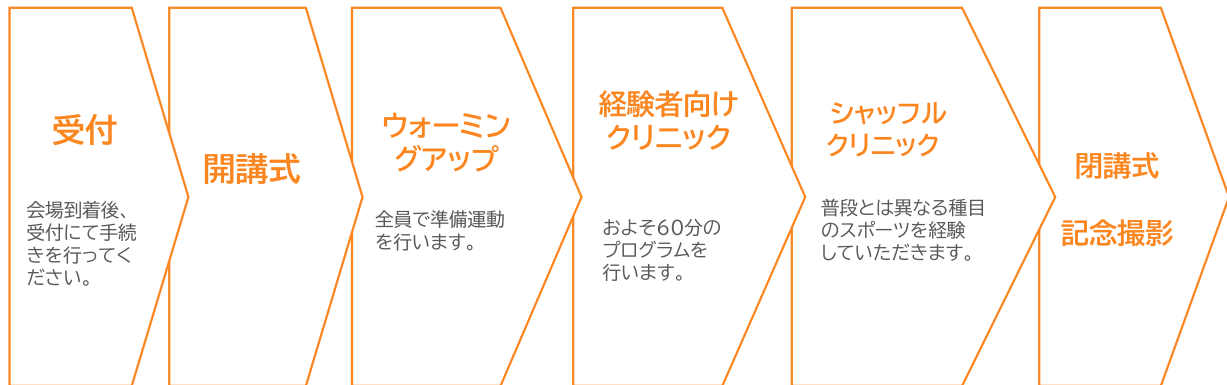 受付
会場到着後、
受付にて手続
きを行ってく
ださい。
開講式
ウォーミン
グアップ
全員で準備運動
を行います。
経験者向け
クリニック
およそ60分の
プログラムを
行います。
シャッフル
クリニック
普段とは異なる種目
のスポーツを経験
していただきます。
閉講式
記念撮影